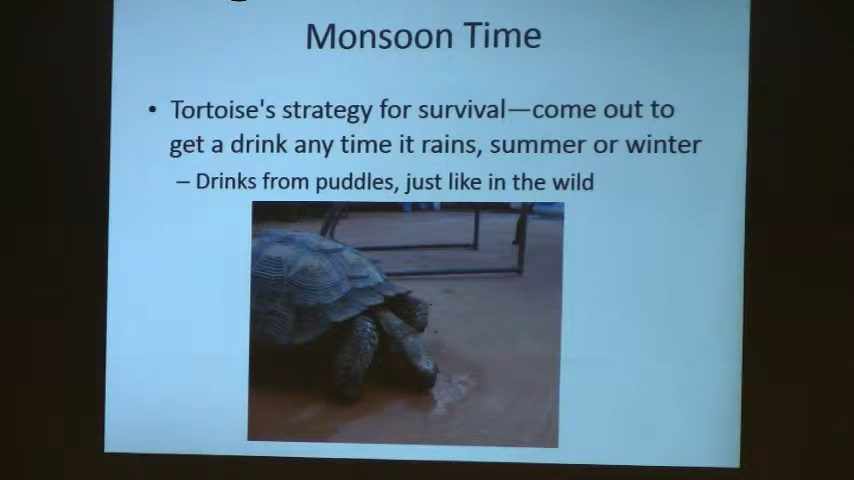 Monsoon Time
• Tortoise's strategy for survival—come out to
get a drink any time it rains, summer or winter
– Drinks from puddles, just like in the wild